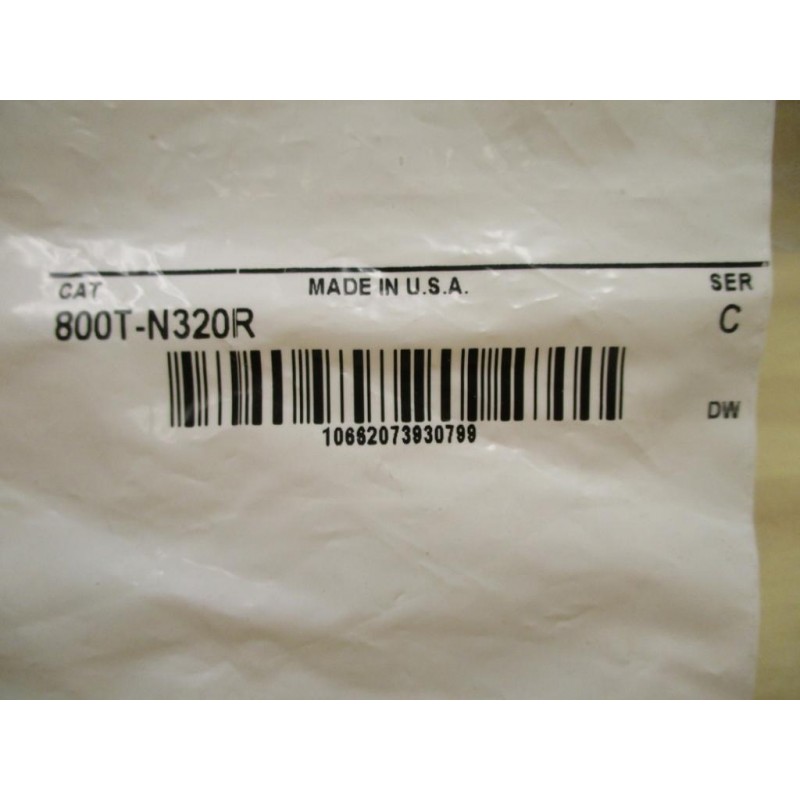 CAT MADE IN U.S.A. SER
800T-N320R C
DW
10662073930799